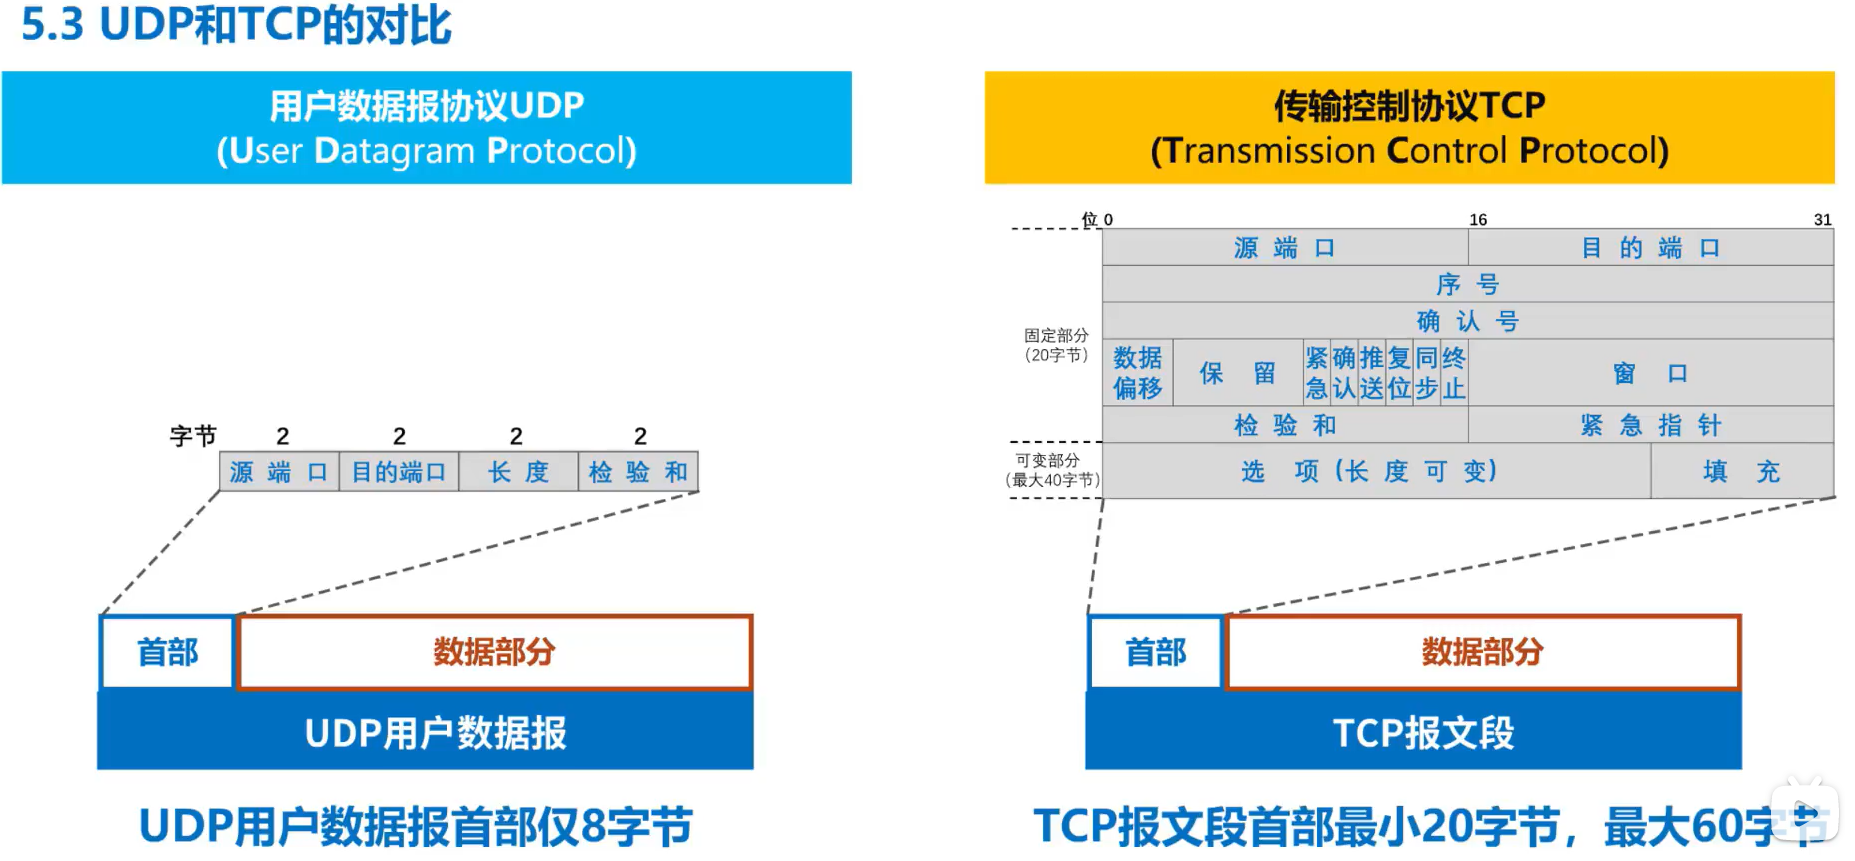 5.3 UDP和TCP的对比
用户数据报协议UDP
(User Datagram Protocol)
字节 2 2 2 2
源端口 目的端口 长度 检验和
首部 数据部分
UDP用户数据报
UDP用户数据报首部仅8字节
传输控制协议TCP
(Transmission Control Protocol)
位 0 16 31
源端口 目的端口
序号
确认号
固定部分
(20字节)
数据偏移 保留 紧急 确认 推送 复位 同步 终止 窗口
检验和 紧急指针
可变部分
(最大40字节)
选项(长度可变) 填充
首部 数据部分
TCP报文段
TCP报文段首部最小20字节，最大60字节